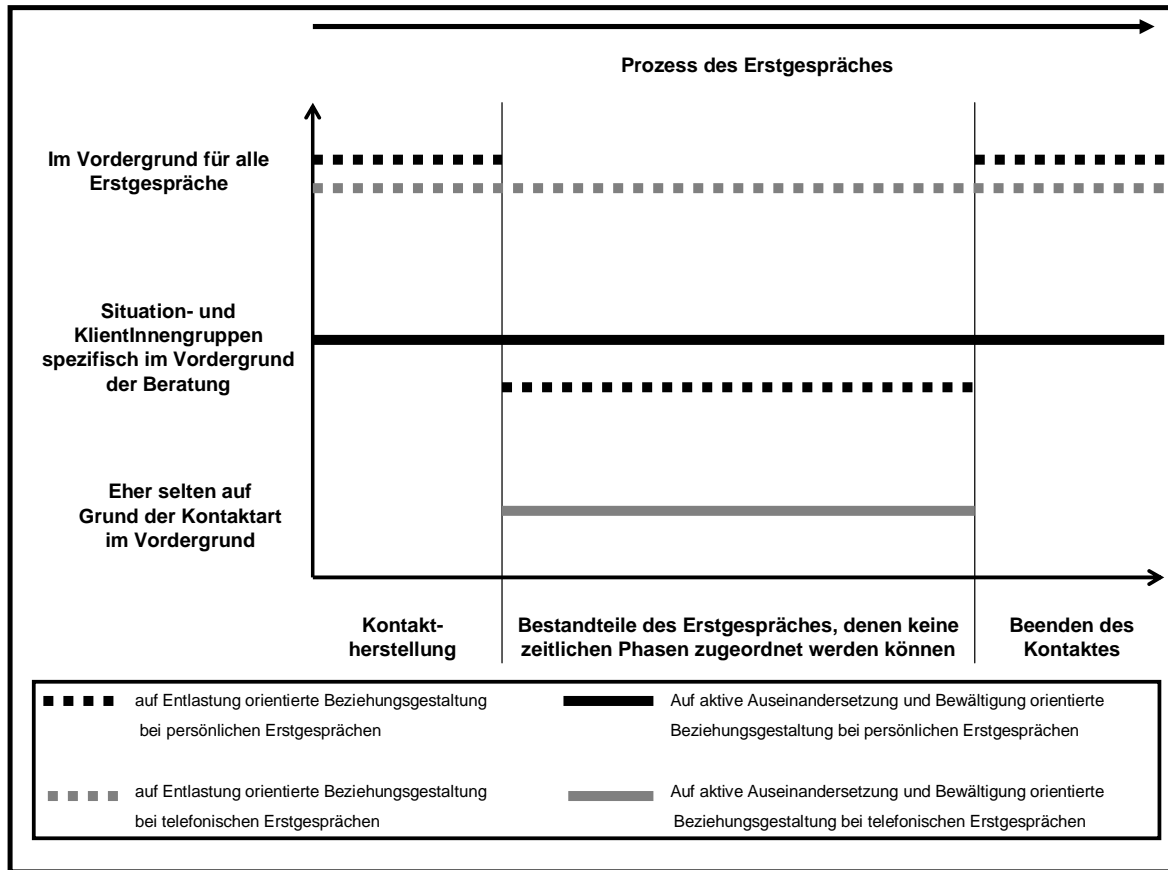 Prozess des Erstgespräches
Im Vordergrund für alle
Erstgespräche
Situation- und
KlientInnengruppen
spezifisch im Vordergrund
der Beratung
Eher selten auf
Grund der Kontaktart
im Vordergrund
Kontakt-
herstellung
Bestandteile des Erstgespräches, denen keine
zeitlichen Phasen zugeordnet werden können
Beenden des
Kontaktes
auf Entlastung orientierte Beziehungsgestaltung
bei persönlichen Erstgesprächen
Auf aktive Auseinandersetzung und Bewältigung orientierte
Beziehungsgestaltung bei persönlichen Erstgesprächen
auf Entlastung orientierte Beziehungsgestaltung
bei telefonischen Erstgesprächen
Auf aktive Auseinandersetzung und Bewältigung orientierte
Beziehungsgestaltung bei telefonischen Erstgesprächen